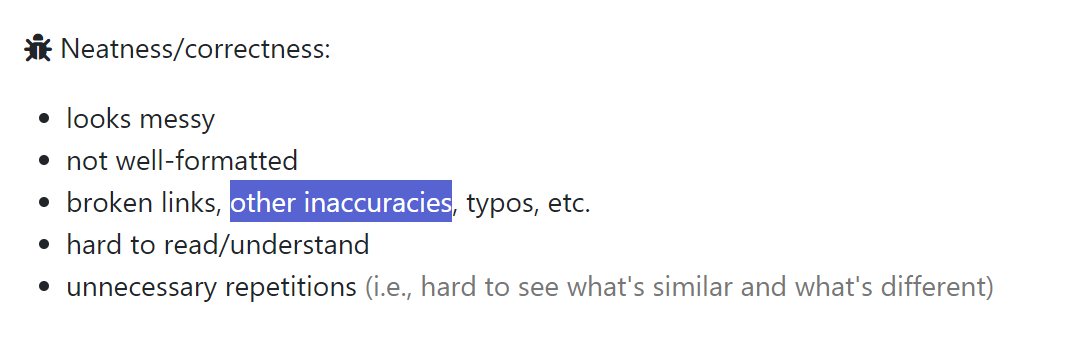 Neatness/correctness:
looks messy
not well-formatted
broken links, other inaccuracies, typos, etc.
hard to read/understand
unnecessary repetitions (i.e., hard to see what's similar and what's different)